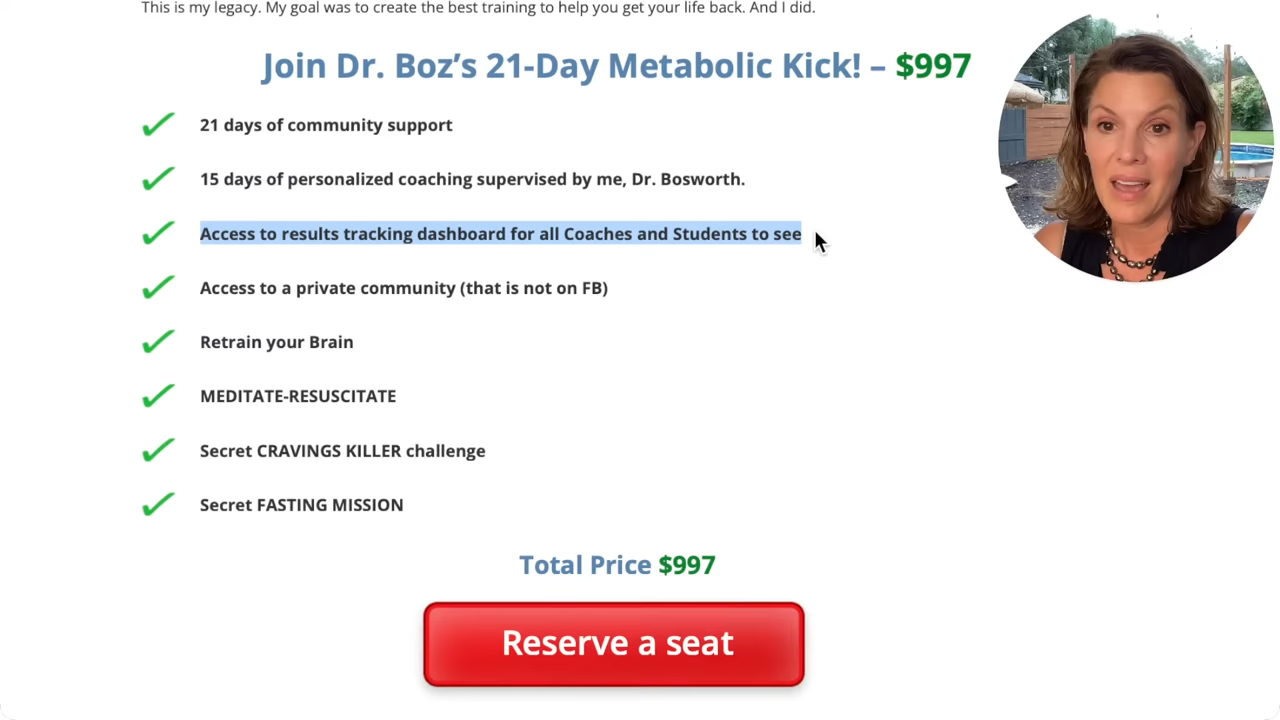 This is my legacy. My goal was to create the best training to help you get your life back. And I did.
Join Dr. Boz’s 21-Day Metabolic Kick! – $997
21 days of community support
15 days of personalized coaching supervised by me, Dr. Bosworth.
Access to results tracking dashboard for all Coaches and Students to see
Access to a private community (that is not on FB)
Retrain your Brain
MEDITATE-RESUSCITATE
Secret CRAVINGS KILLER challenge
Secret FASTING MISSION
Total Price $997
Reserve a seat